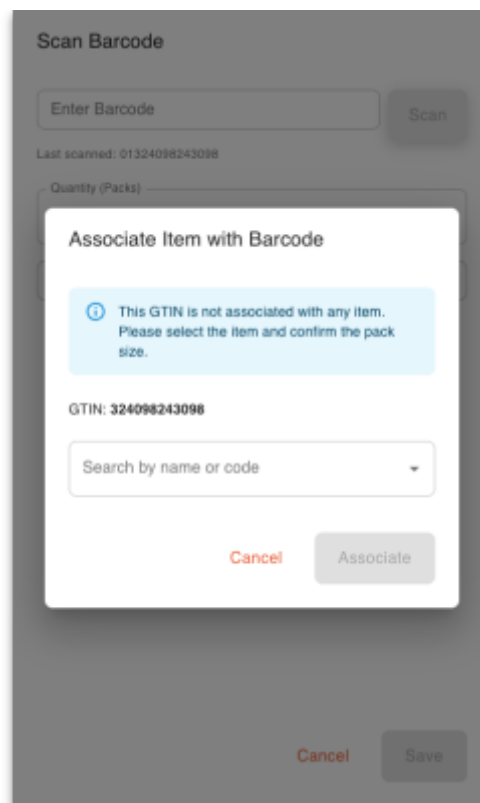 Scan Barcode
Enter Barcode
Scan
Last scanned: 01324098243098
Quantity (Packs)
Associate Item with Barcode
This GTIN is not associated with any item.
Please select the item and confirm the pack
size.
GTIN: 324098243098
Search by name or code
Cancel
Associate
Cancel
Save